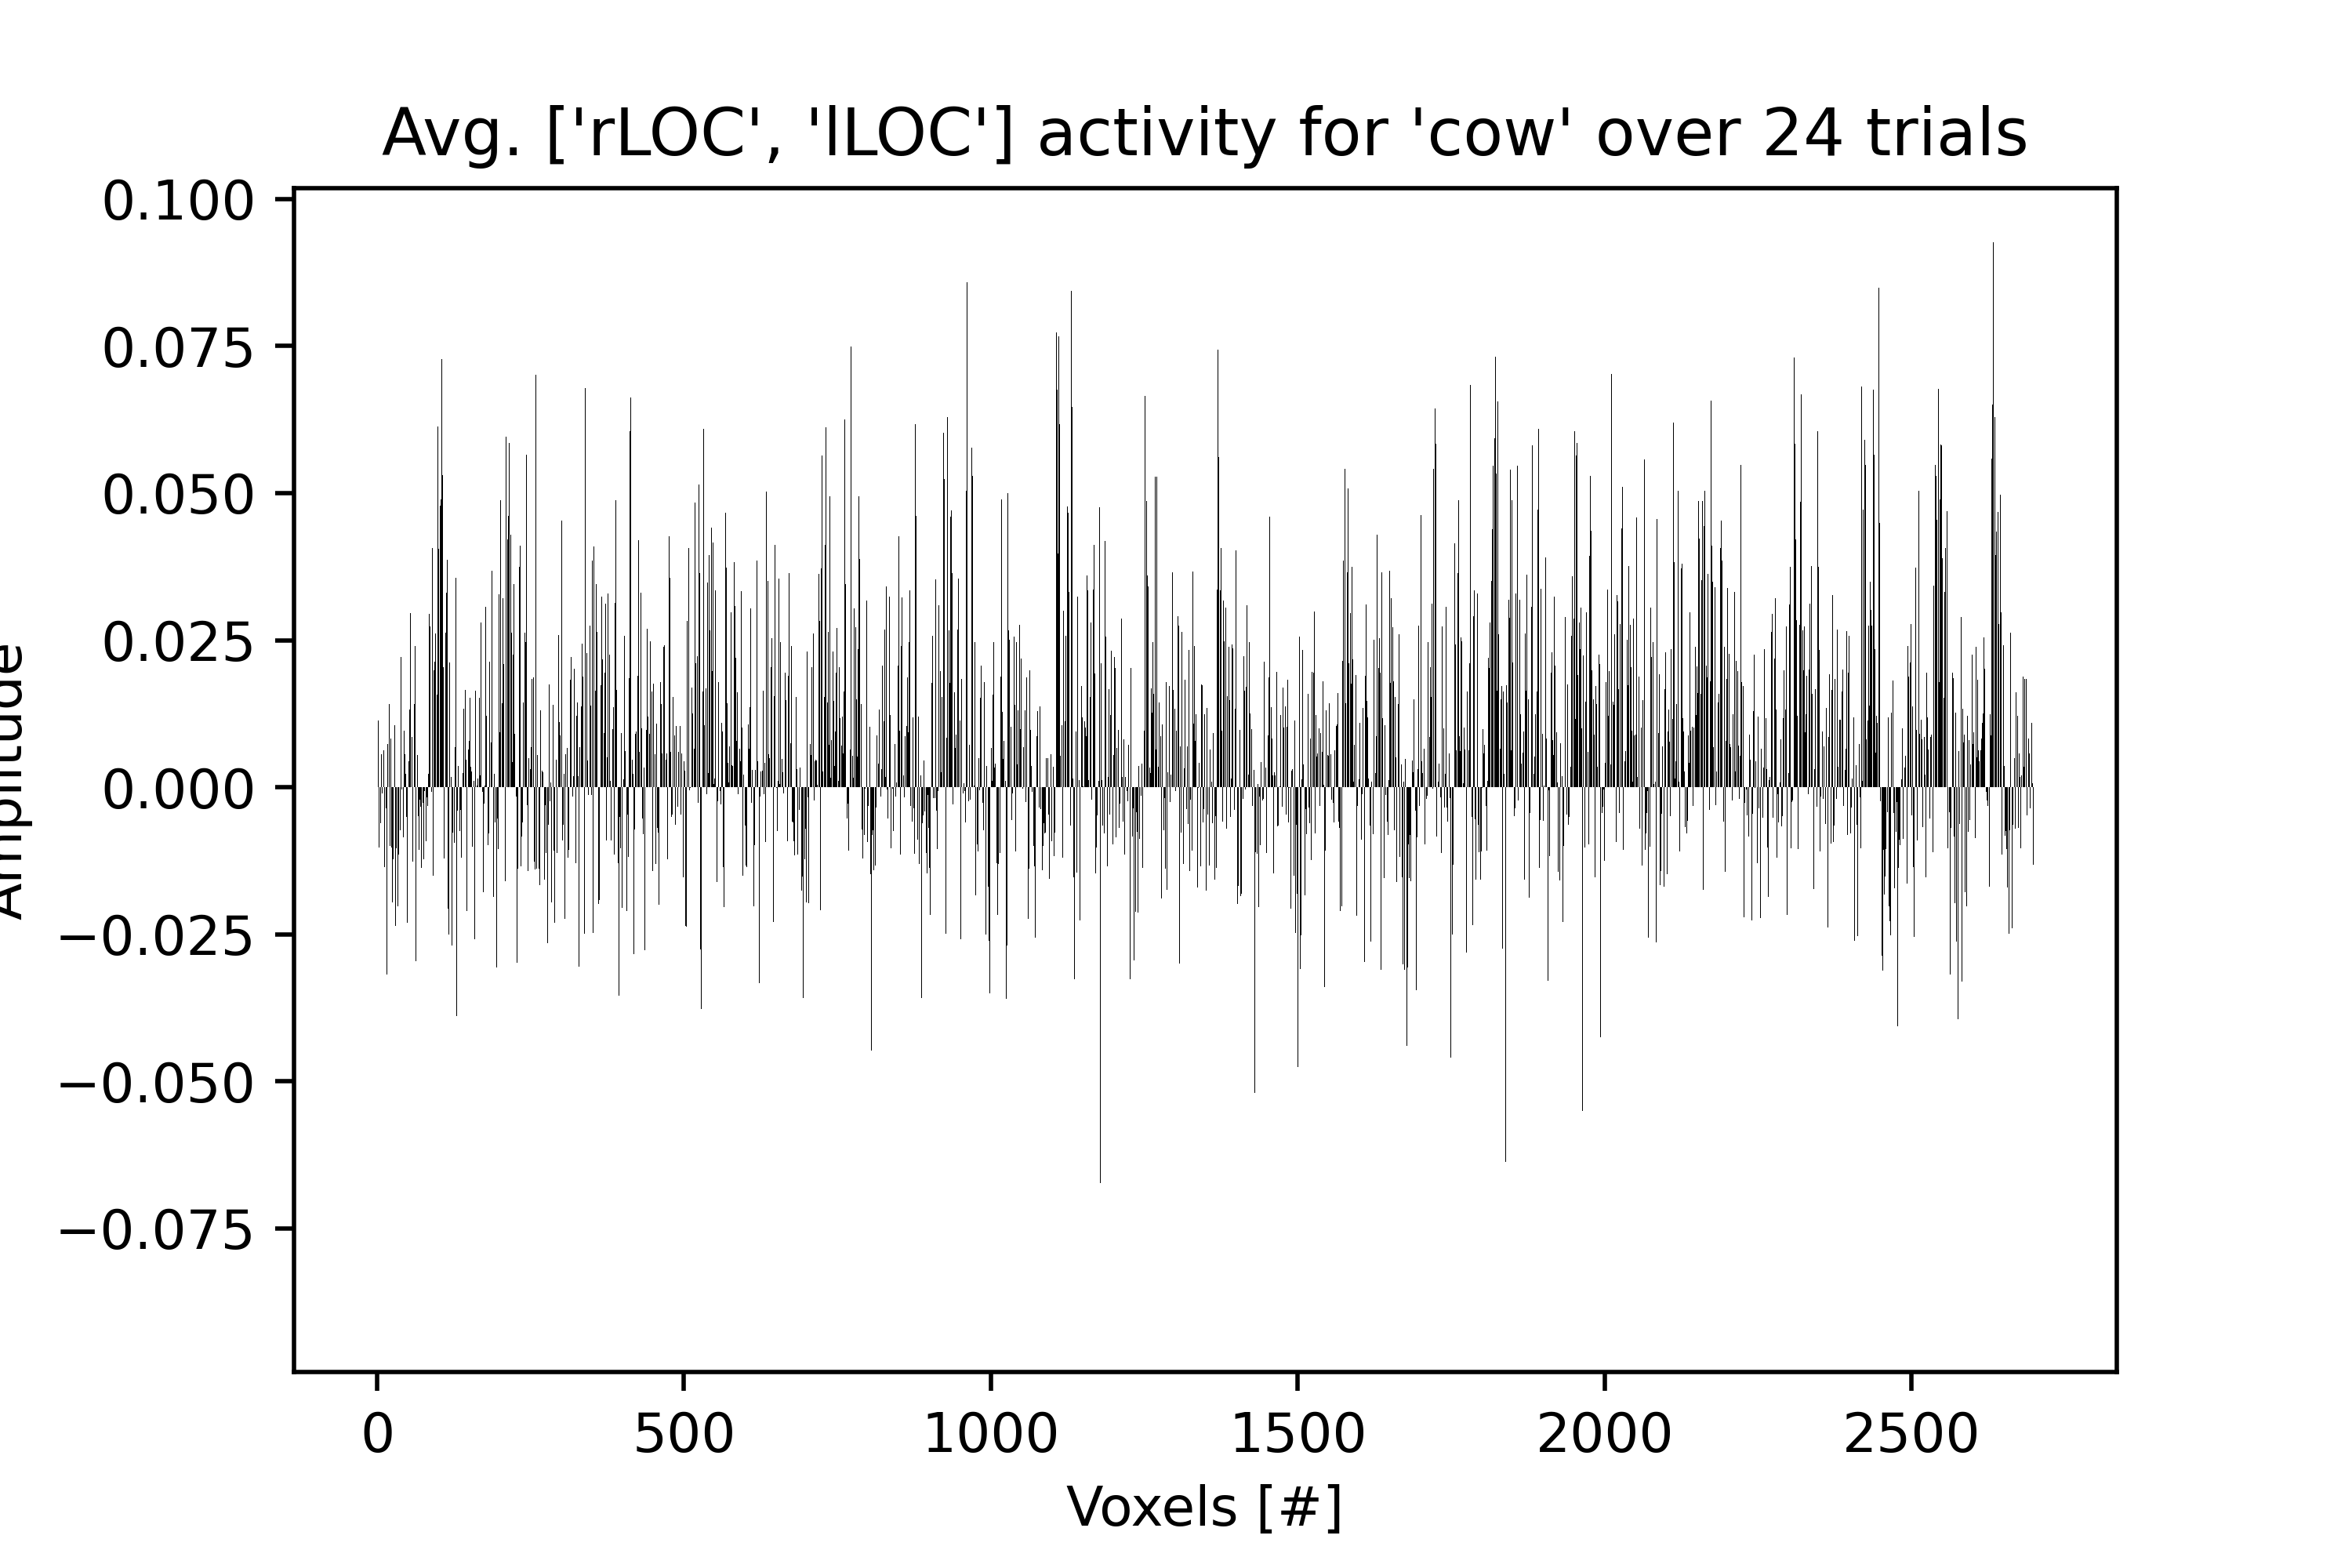 Avg. ['rLOC', 'lLOC'] activity for 'cow' over 24 trials
0.100
0.075
0.050
0.025
0.000
−0.025
−0.050
−0.075
Amplitude
0 500 1000 1500 2000 2500
Voxels [#]